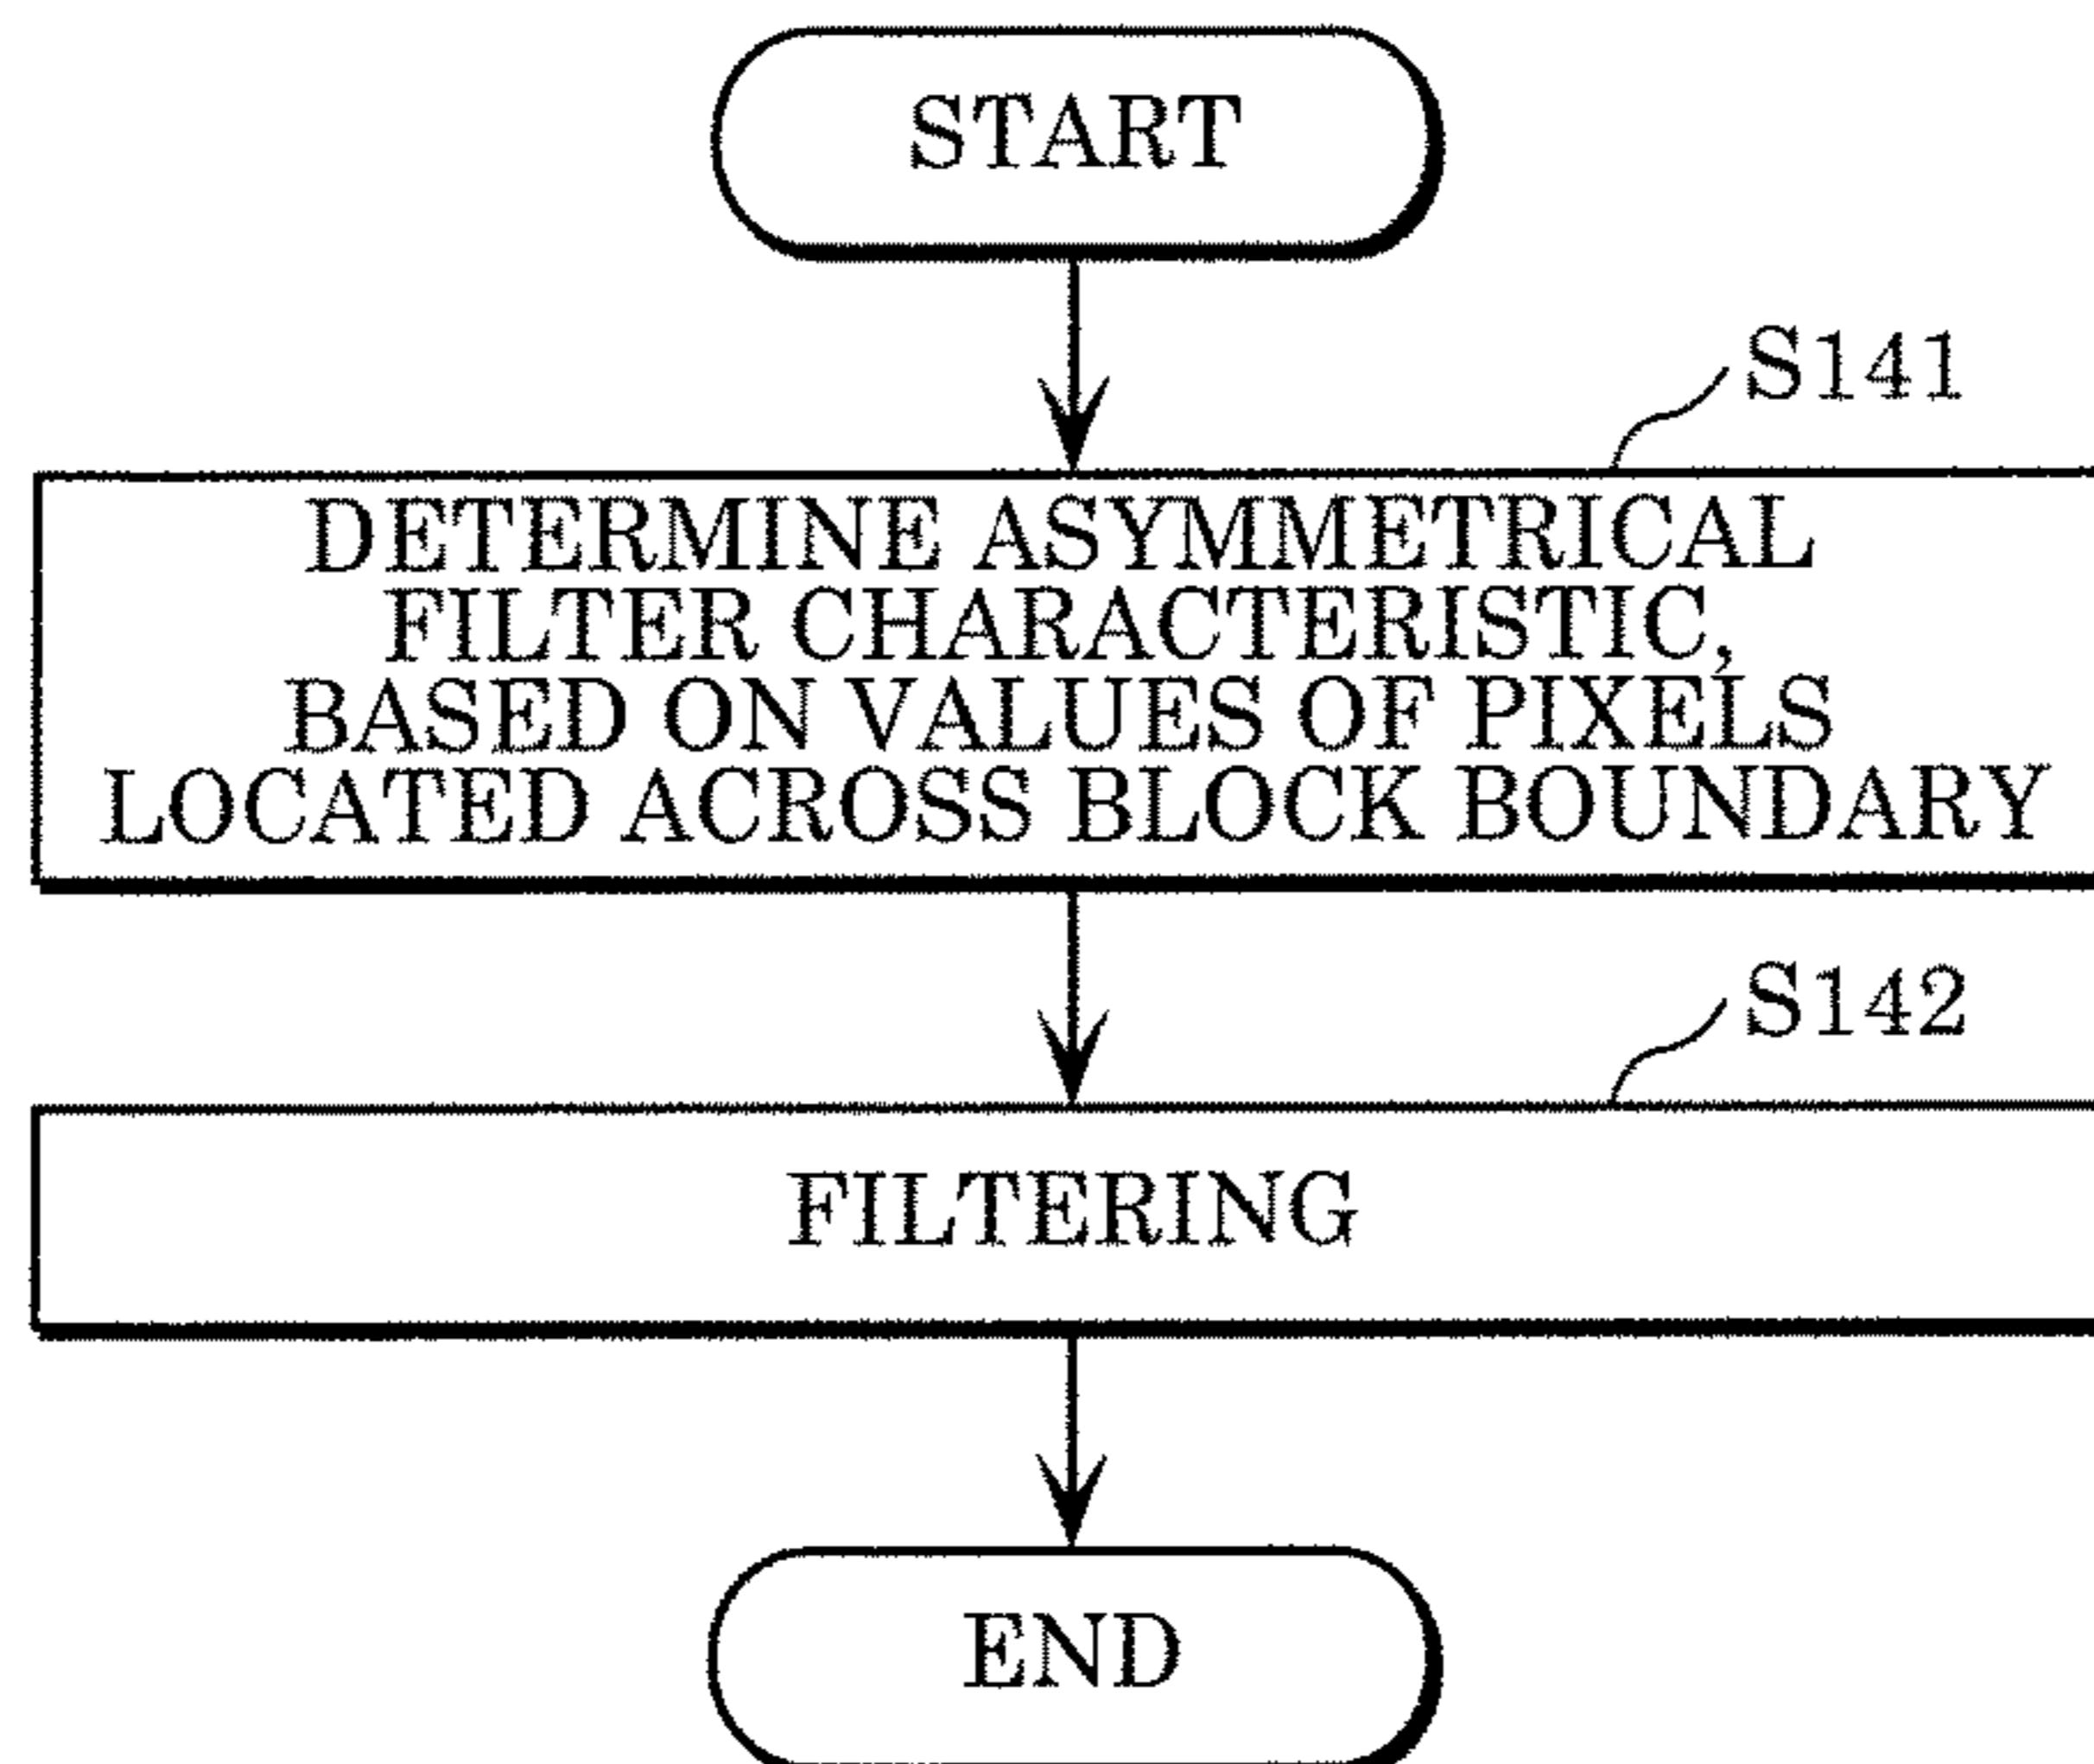 START
S141
DETERMINE ASYMMETRICAL
FILTER CHARACTERISTIC,
BASED ON VALUES OF PIXELS
LOCATED ACROSS BLOCK BOUNDARY
S142
FILTERING
END